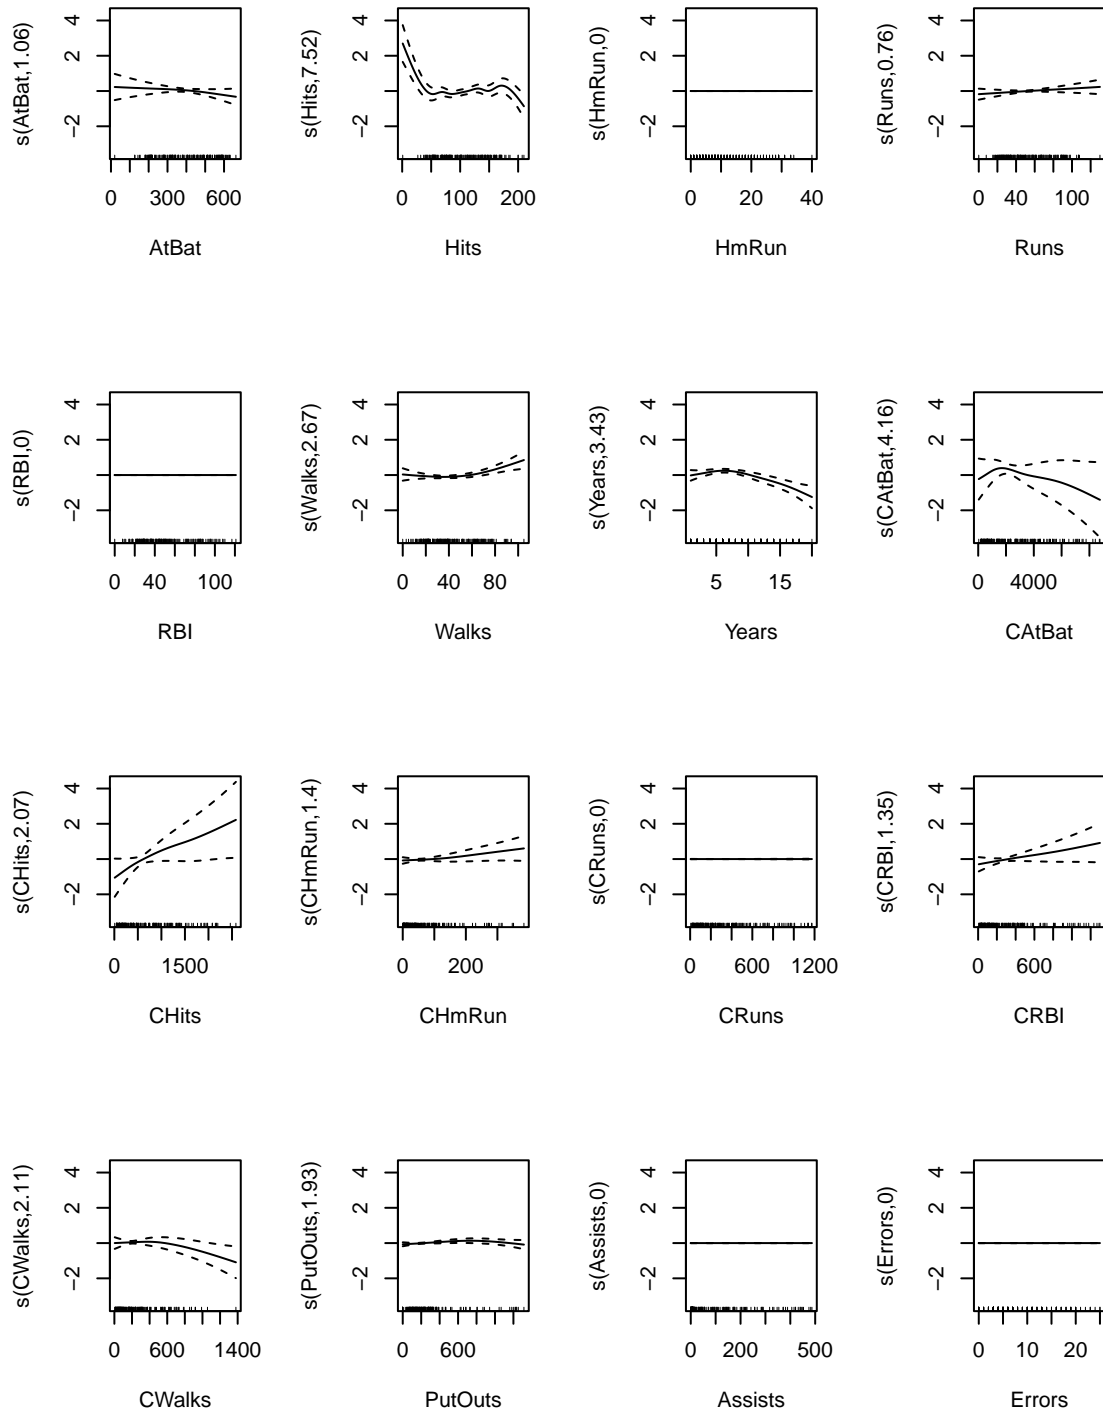 s(AtBat,1.06)
4
2
−2
0 300 600
AtBat
s(Hits,7.52)
4
2
−2
0 100 200
Hits
s(HmRun,0)
4
2
−2
0 20 40
HmRun
s(Runs,0.76)
4
2
−2
0 40 100
Runs
s(RBI,0)
4
2
−2
0 40 100
RBI
s(Walks,2.67)
4
2
−2
0 40 80
Walks
s(Years,3.43)
4
2
−2
5 15
Years
s(CAtBat,4.16)
4
2
−2
0 4000
CAtBat
s(CHits,2.07)
4
2
−2
0 1500
CHits
s(CHmRun,1.4)
4
2
−2
0 200
CHmRun
s(CRuns,0)
4
2
−2
0 600 1200
CRuns
s(CRBI,1.35)
4
2
−2
0 600
CRBI
s(CWalks,2.11)
4
2
−2
0 600 1400
CWalks
s(PutOuts,1.93)
4
2
−2
0 600
PutOuts
s(Assists,0)
4
2
−2
0 200 500
Assists
s(Errors,0)
4
2
−2
0 10 20
Errors